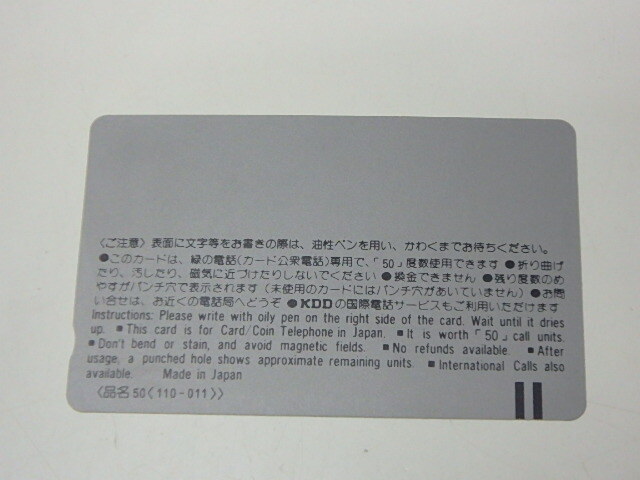 〈ご注意〉表面に文字等をお書きの際は、油性ペンを用い、かわくまでお待ちください。
●このカードは、緑の電話(カード公衆電話)専用で、｢50｣度数使用できます ●折り曲げ
たり、汚したり、磁気に近づけたりしないでください ●換金できません ●残り度数のめ
やすがパンチ穴で表示されます（未使用のカードにはパンチ穴があいていません）●お問
い合せは、お近くの電話局へどうぞ ●KDDの国際電話サービスもご利用いただけます
Instructions: Please write with oily pen on the right side of the card. Wait until it dries
up. ■This card is for Card/Coin Telephone in Japan. ■It is worth「50」call units.
■Don't bend or stain, and avoid magnetic fields. ■No refunds available. ■After
usage, a punched hole shows approximate remaining units. ■International Calls also
available. Made in Japan
〈品名 50〈110-011〉〉